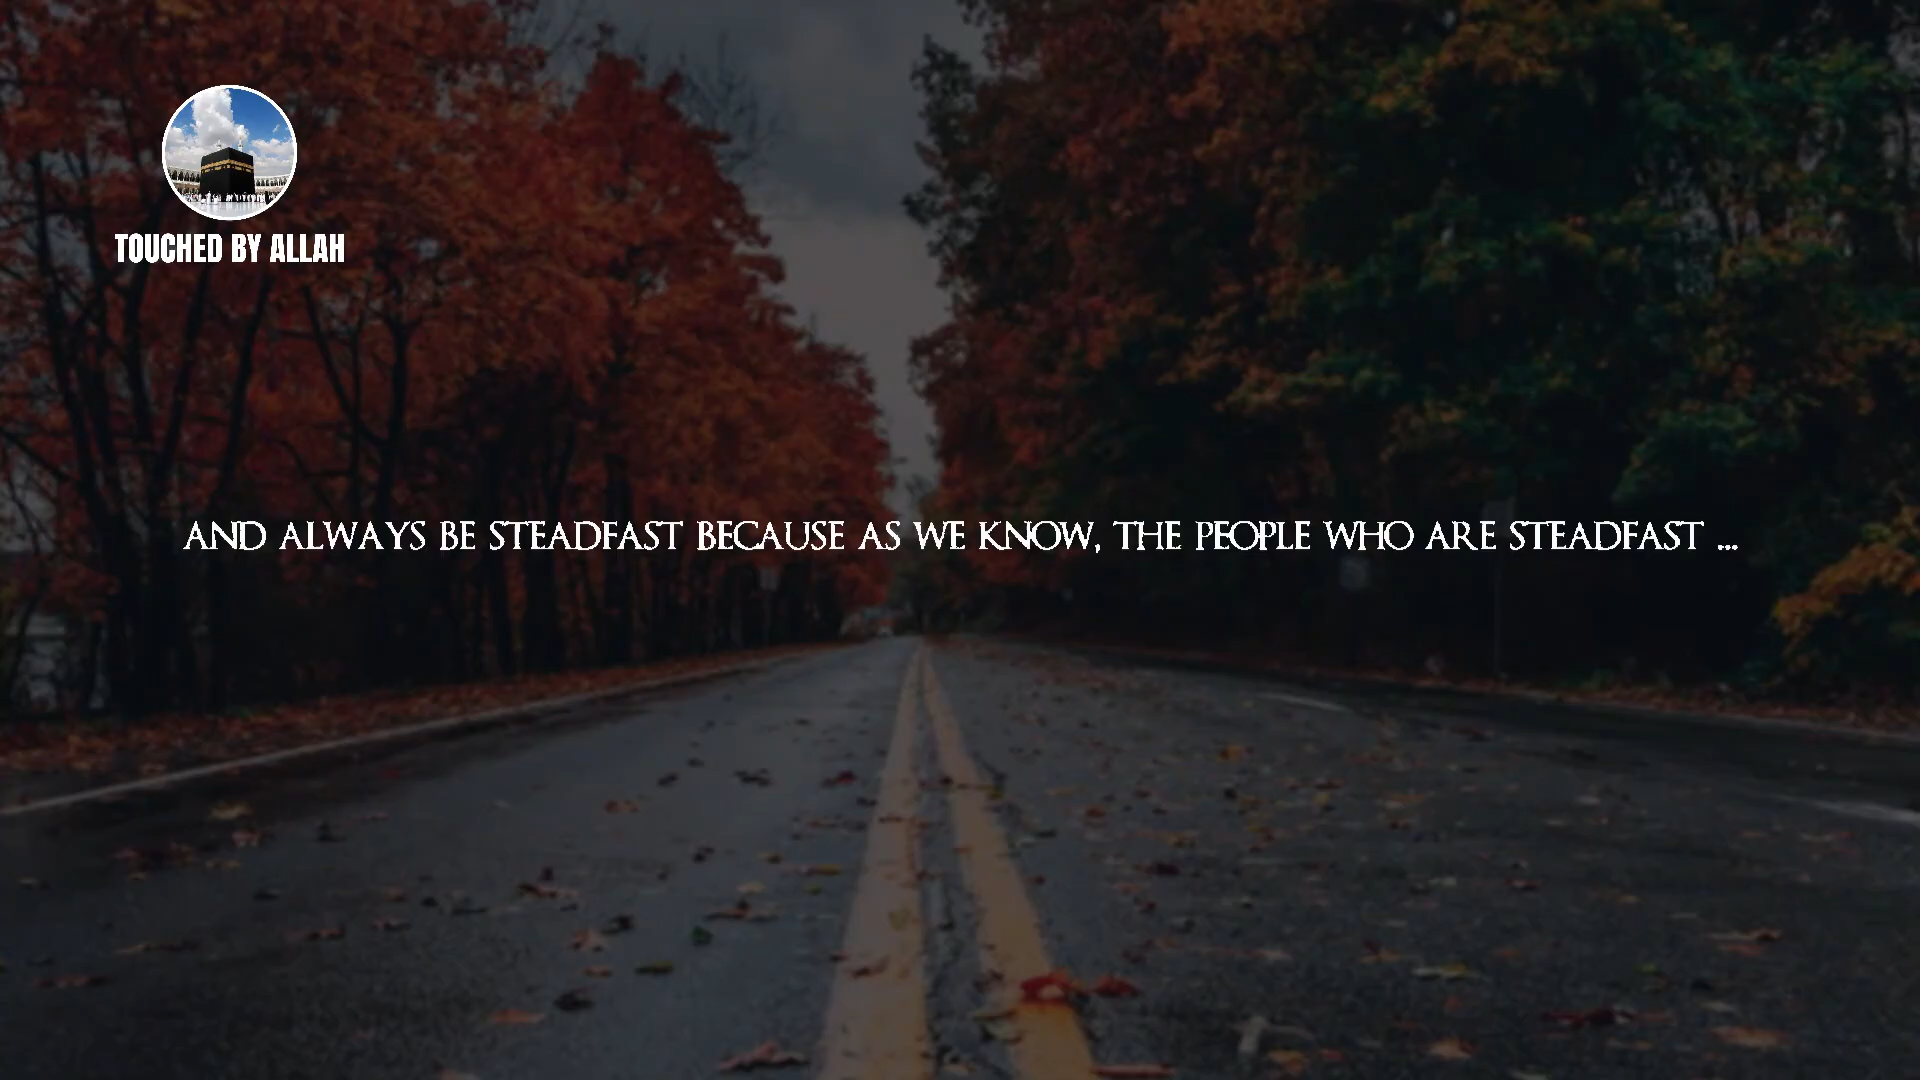 TOUCHED BY ALLAH
AND ALWAYS BE STEADFAST BECAUSE AS WE KNOW, THE PEOPLE WHO ARE STEADFAST ...